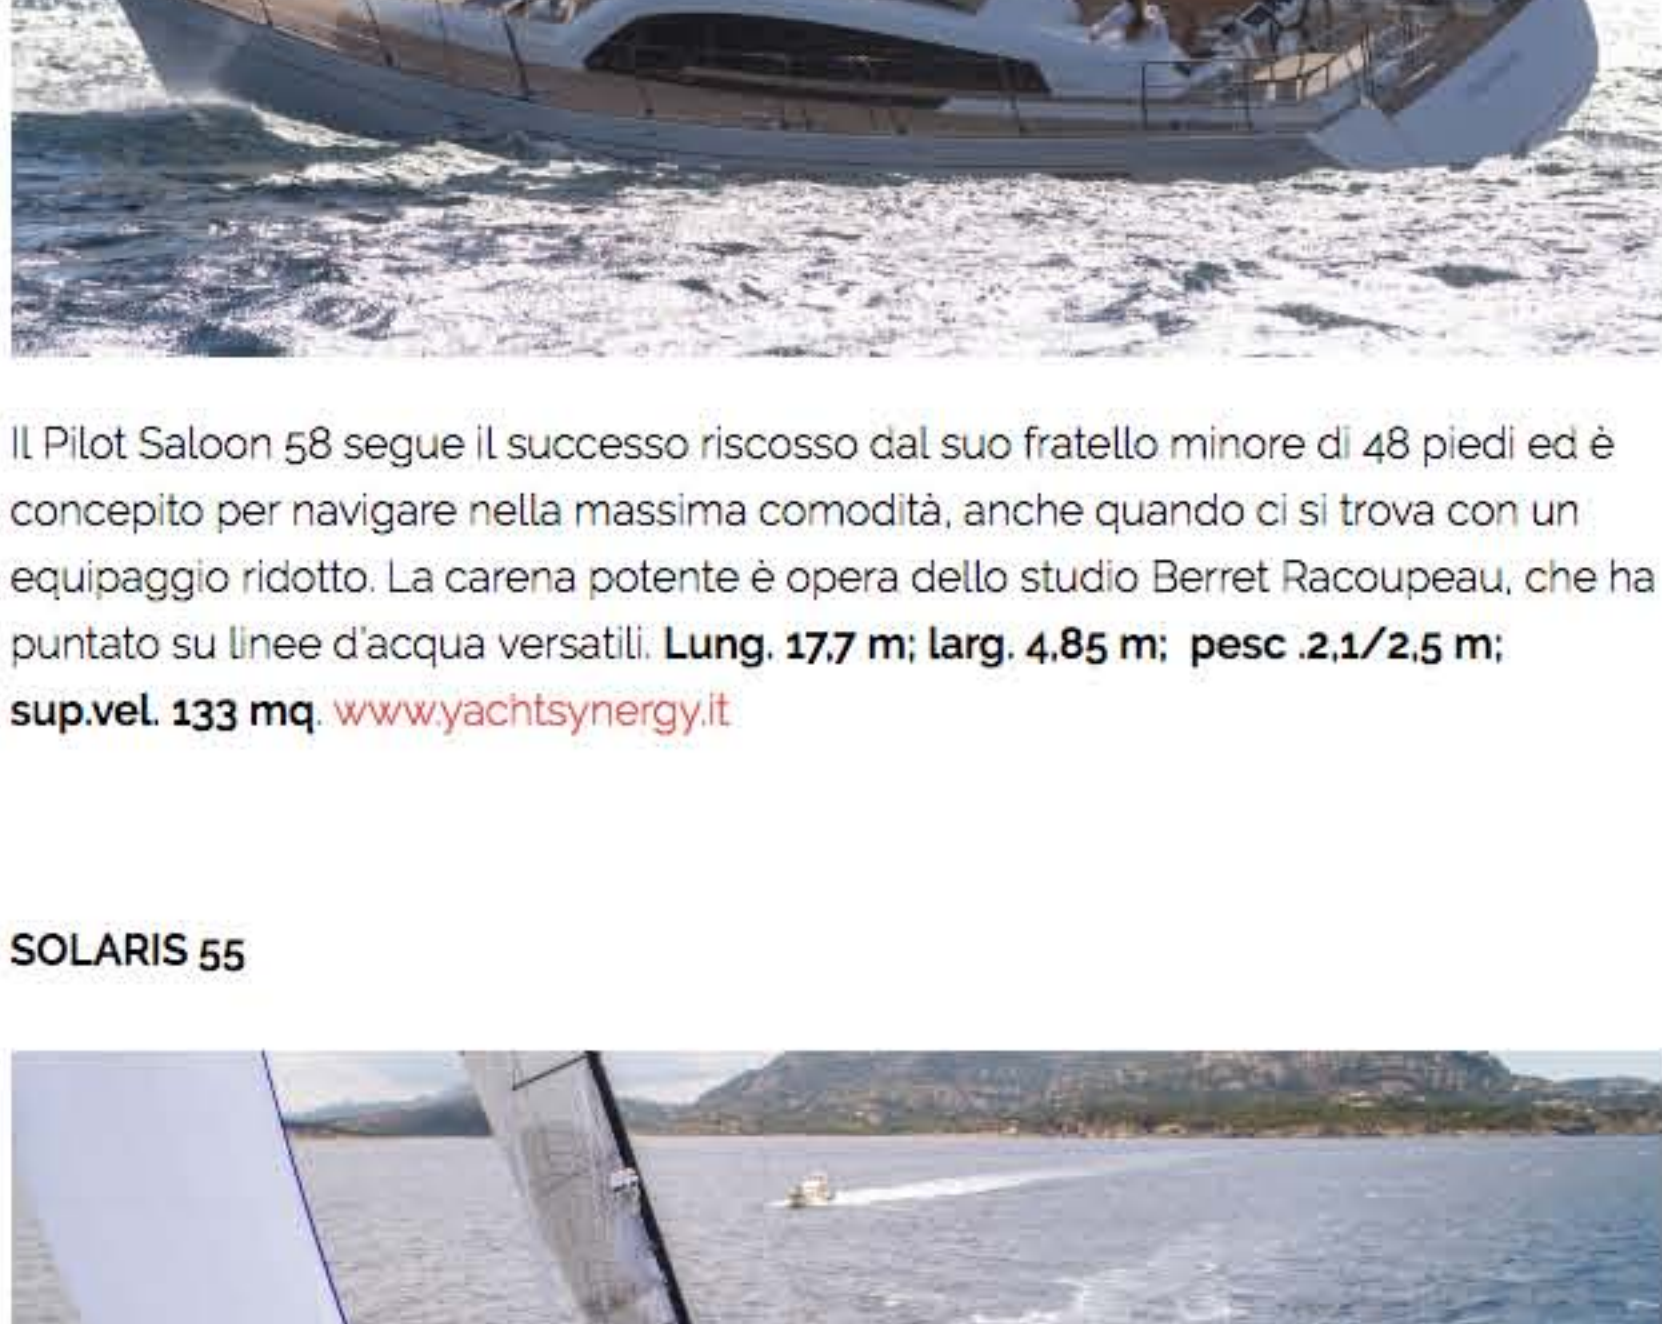 Il Pilot Saloon 58 segue il successo riscosso dal suo fratello minore di 48 piedi ed è
concepito per navigare nella massima comodità, anche quando ci si trova con un
equipaggio ridotto. La carena potente è opera dello studio Berret Racoupeau, che ha
puntato su linee d'acqua versatili. Lung. 17,7 m; larg. 4,85 m;  pesc .2,1/2,5 m;
sup.vel. 133 mq. www.yachtsynergy.it
SOLARIS 55